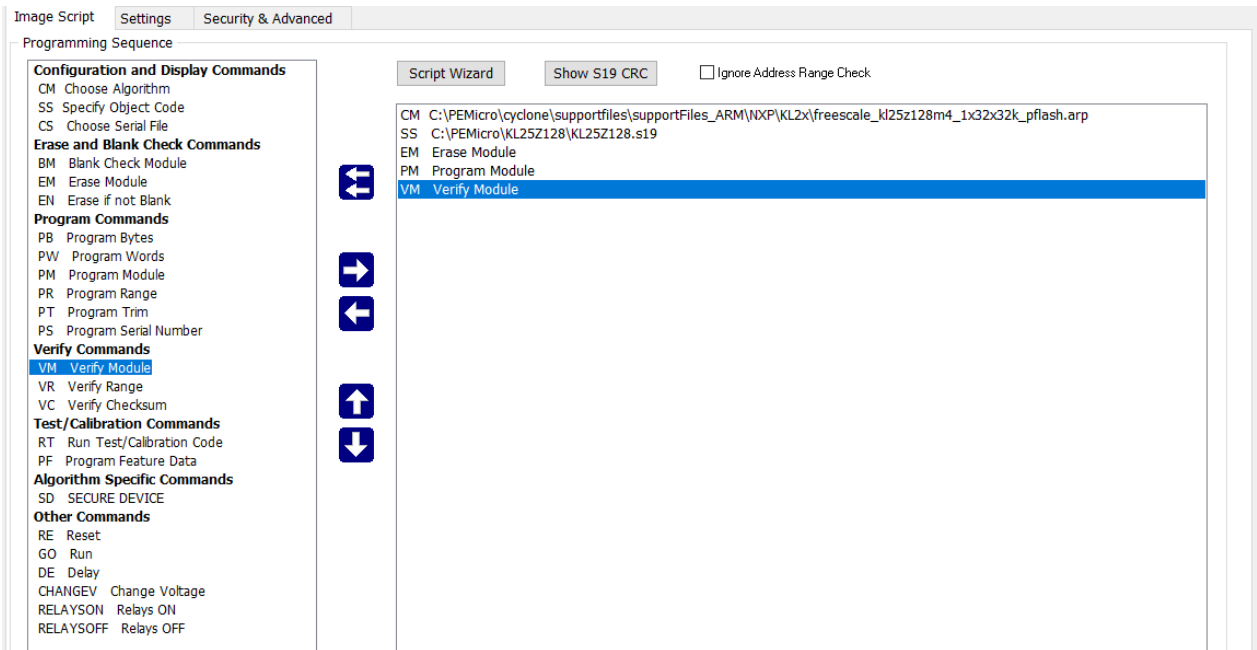 Image Script Settings Security & Advanced
Programming Sequence
Configuration and Display Commands
CM Choose Algorithm
SS Specify Object Code
CS Choose Serial File
Erase and Blank Check Commands
BM Blank Check Module
EM Erase Module
EN Erase if not Blank
Program Commands
PB Program Bytes
PW Program Words
PM Program Module
PR Program Range
PT Program Trim
PS Program Serial Number
Verify Commands
VM Verify Module
VR Verify Range
VC Verify Checksum
Test/Calibration Commands
RT Run Test/Calibration Code
PF Program Feature Data
Algorithm Specific Commands
SD SECURE DEVICE
Other Commands
RE Reset
GO Run
DE Delay
CHANGEV Change Voltage
RELAYSON Relays ON
RELAYSOFF Relays OFF
Script Wizard Show S19 CRC Ignore Address Range Check
CM C:\PEMicro\cyclone\supportfiles\supportFiles_ARM\NXP\KL2x\freescale_kl25z128m4_1x32x32k_pflash.arp
SS C:\PEMicro\KL25Z128\KL25Z128.s19
EM Erase Module
PM Program Module
VM Verify Module